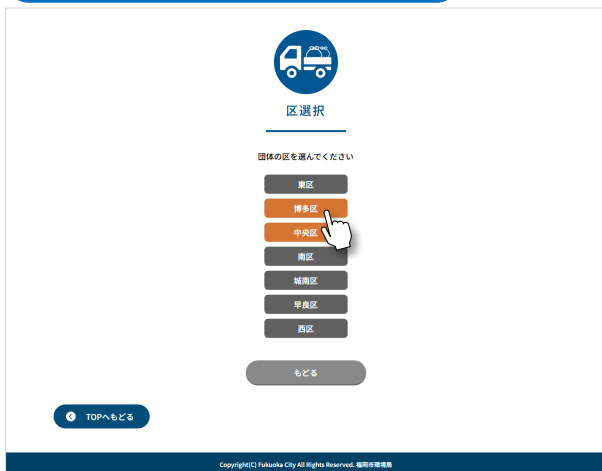 区選択
団体の区を選んでください
東区
博多区
中央区
南区
城南区
早良区
西区
もどる
TOPへもどる
Copyright(C) Fukuoka City All Rights Reserved. 福岡市環境局